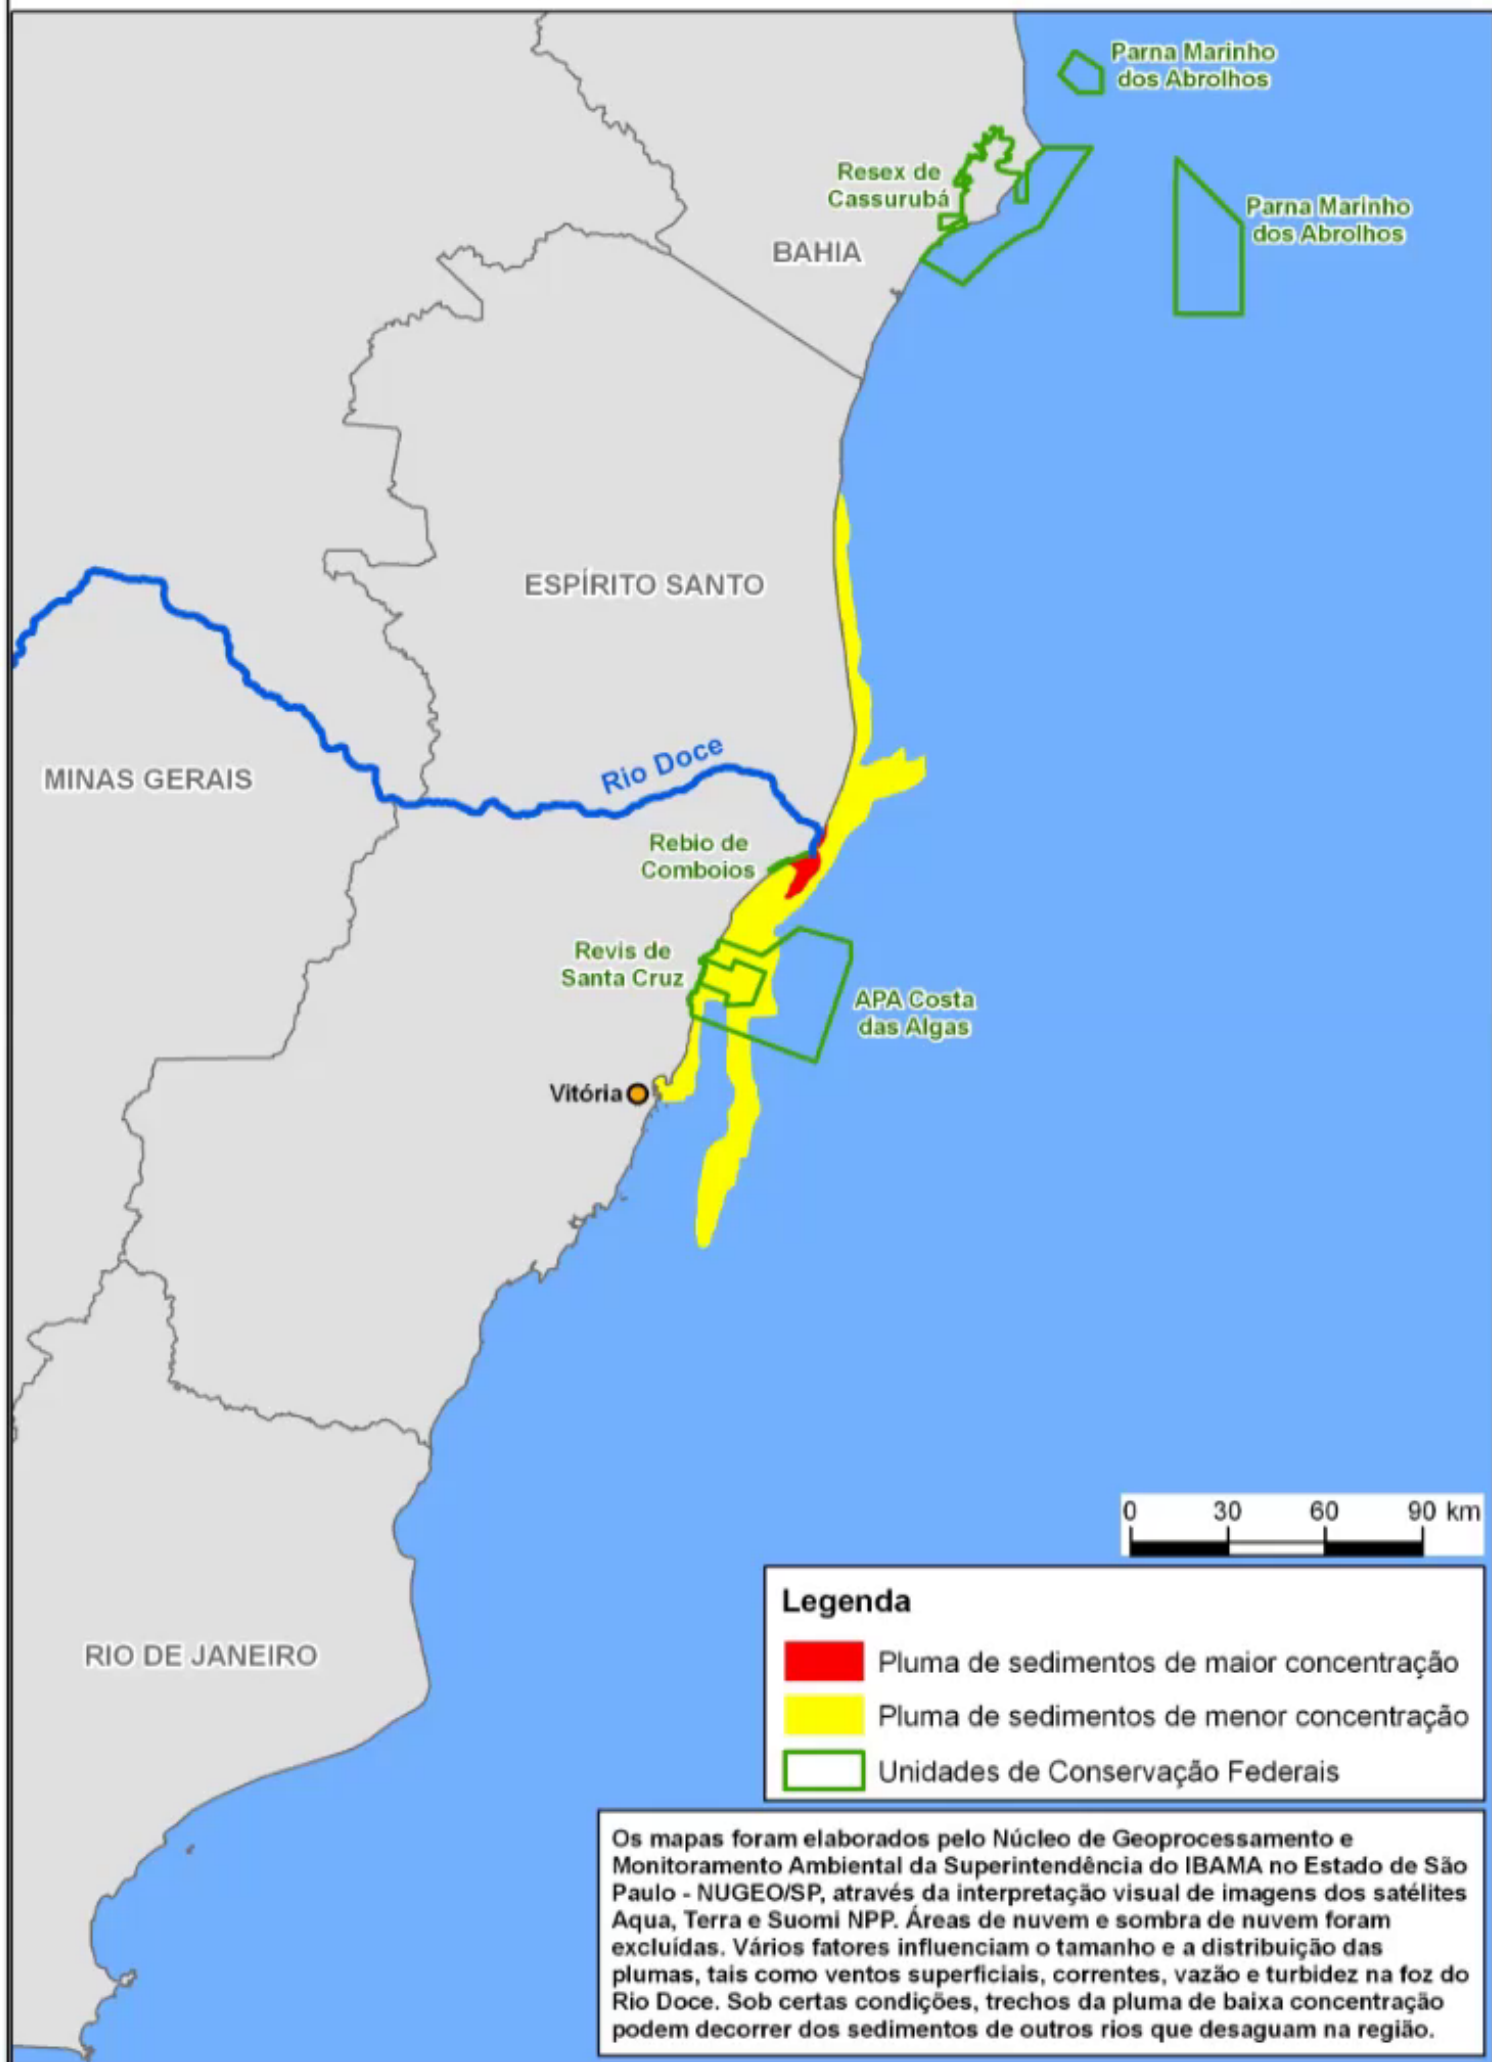 Parna Marinho
dos Abrolhos
Resex de
Cassurubá
Parna Marinho
dos Abrolhos
BAHIA
ESPÍRITO SANTO
MINAS GERAIS
Rio Doce
Rebio de
Comboios
Revis de
Santa Cruz
APA Costa
das Algas
Vitória
RIO DE JANEIRO
0 30 60 90 km
Legenda
Pluma de sedimentos de maior concentração
Pluma de sedimentos de menor concentração
Unidades de Conservação Federais
Os mapas foram elaborados pelo Núcleo de Geoprocessamento e
Monitoramento Ambiental da Superintendência do IBAMA no Estado de São
Paulo - NUGEO/SP, através da interpretação visual de imagens dos satélites
Aqua, Terra e Suomi NPP. Áreas de nuvem e sombra de nuvem foram
excluídas. Vários fatores influenciam o tamanho e a distribuição das
plumas, tais como ventos superficiais, correntes, vazão e turbidez na foz do
Rio Doce. Sob certas condições, trechos da pluma de baixa concentração
podem decorrer dos sedimentos de outros rios que desaguam na região.